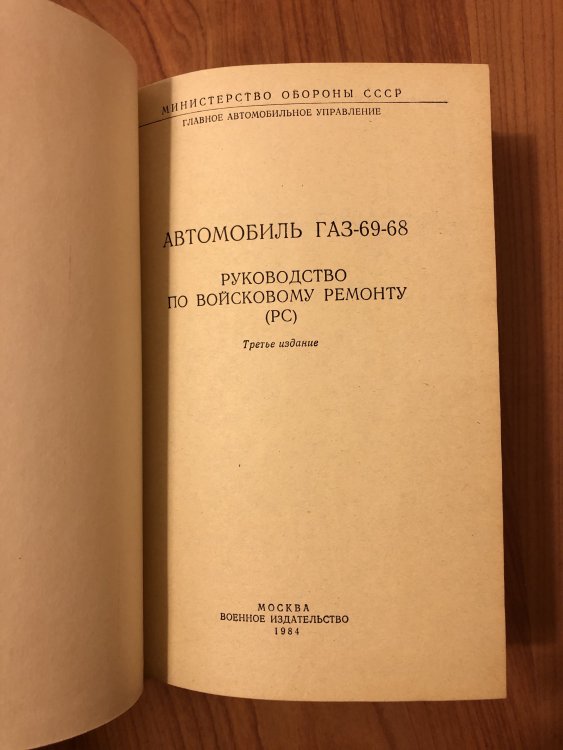 МИНИСТЕРСТВО ОБОРОНЫ СССР
ГЛАВНОЕ АВТОМОБИЛЬНОЕ УПРАВЛЕНИЕ
АВТОМОБИЛЬ ГАЗ-69-68
РУКОВОДСТВО
ПО ВОЙСКОВОМУ РЕМОНТУ
(РС)
Третье издание
МОСКВА
ВОЕННОЕ ИЗДАТЕЛЬСТВО
1984